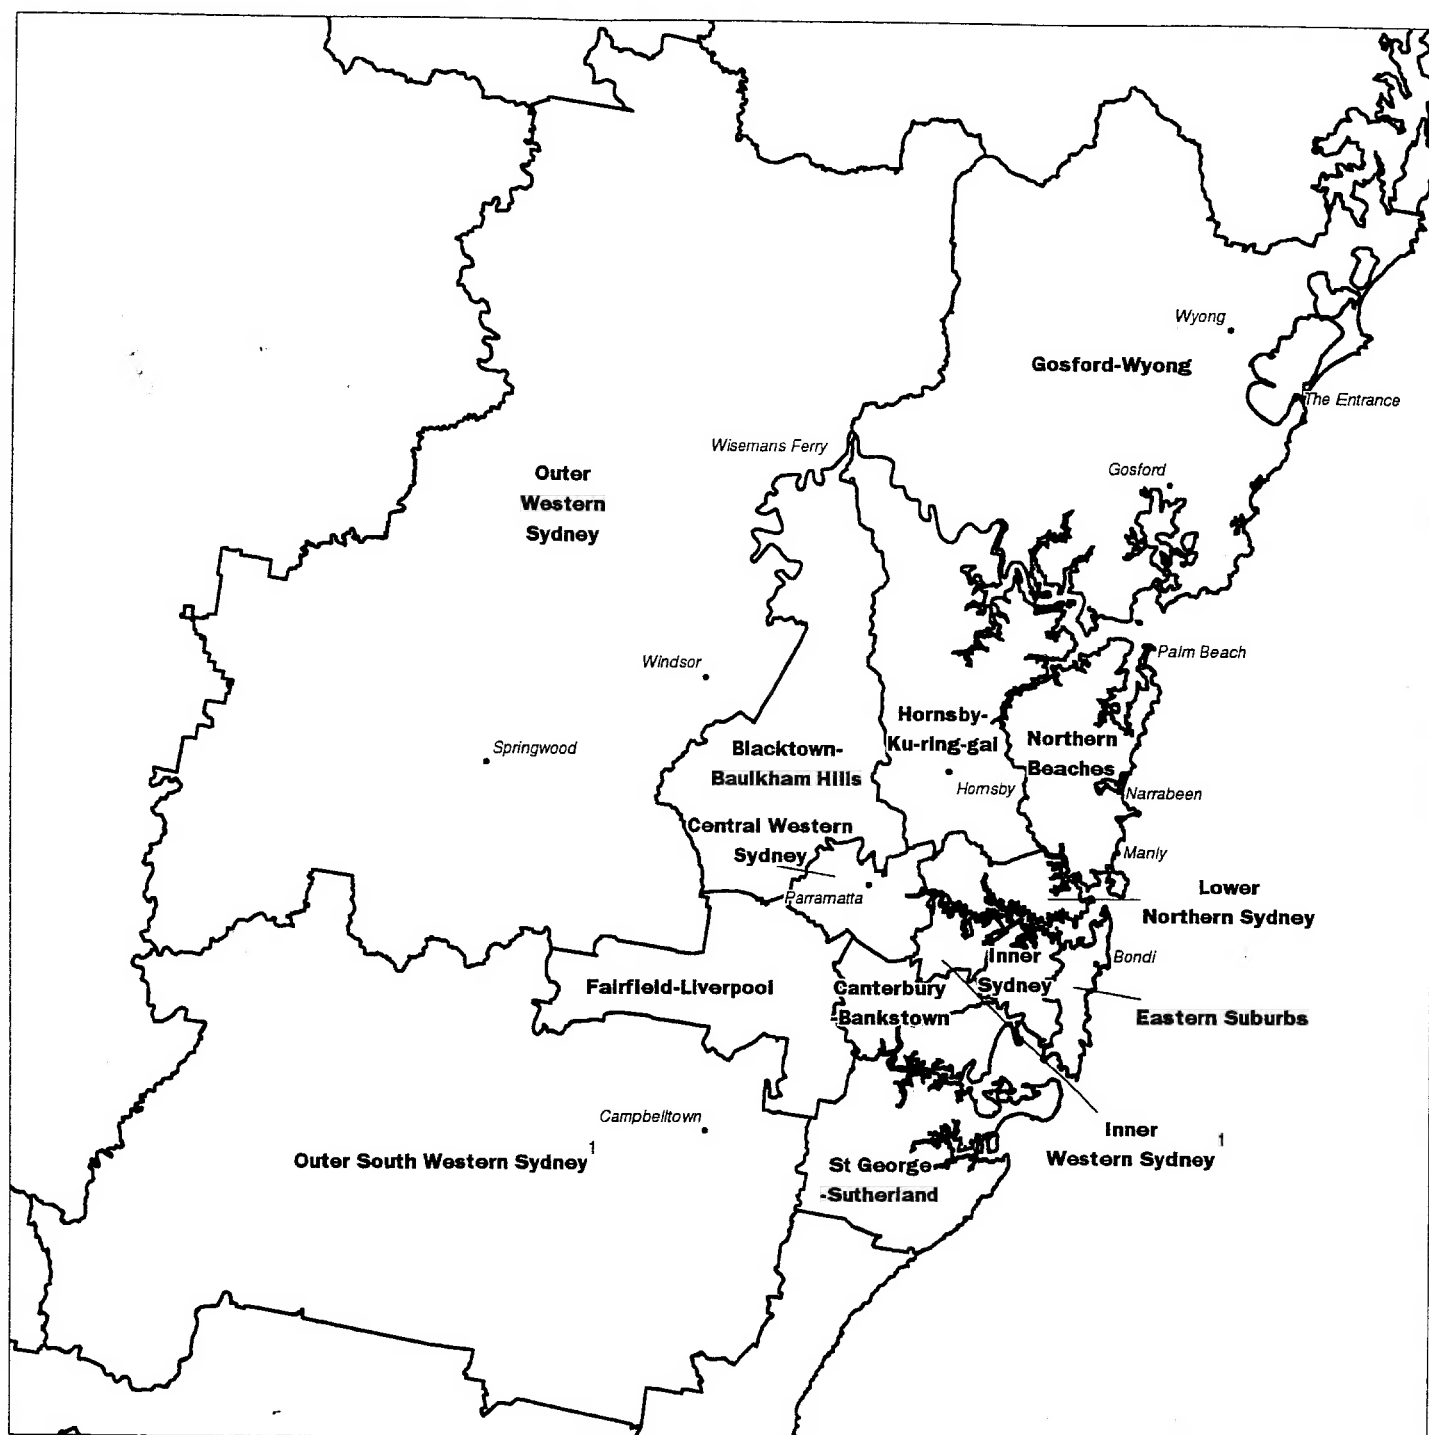 Wyong
Gosford-Wyong
The Entrance
Wisemans Ferry
Gosford
Outer
Western
Sydney
Palm Beach
Windsor
Hornsby-
Ku-ring-gai
Northern
Beaches
Springwood
Blacktown-
Baulkham Hills
Hornsby
Narrabeen
Central Western
Sydney
Manly
Parramatta
Lower
Northern Sydney
Inner
Sydney
Bondi
Fairfield-Liverpool
Canterbury
-Bankstown
Eastern Suburbs
Campbelltown
Outer South Western Sydney 1
Inner
Western Sydney 1
St George
-Sutherland